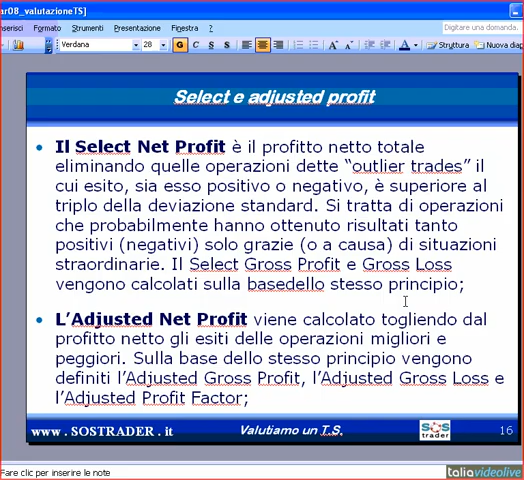 ar08_valutazioneTS]
nserisci Formato Strumenti Presentazione Finestra ? Digitare una domanda.
Verdana 28 G C S A Struttura Nuova diap
Select e adjusted profit
• Il Select Net Profit è il profitto netto totale
eliminando quelle operazioni dette “outlier trades” il
cui esito, sia esso positivo o negativo, è superiore al
triplo della deviazione standard. Si tratta di operazioni
che probabilmente hanno ottenuto risultati tanto
positivi (negativi) solo grazie (o a causa) di situazioni
straordinarie. Il Select Gross Profit e Gross Loss
vengono calcolati sulla basedello stesso principio;
• L’Adjusted Net Profit viene calcolato togliendo dal
profitto netto gli esiti delle operazioni migliori e
peggiori. Sulla base dello stesso principio vengono
definiti l’Adjusted Gross Profit, l’Adjusted Gross Loss e
l’Adjusted Profit Factor;
www . SOSTRADER . it Valutiamo un T.S. SOS trader 16
Fare clic per inserire le note
italiavideolive